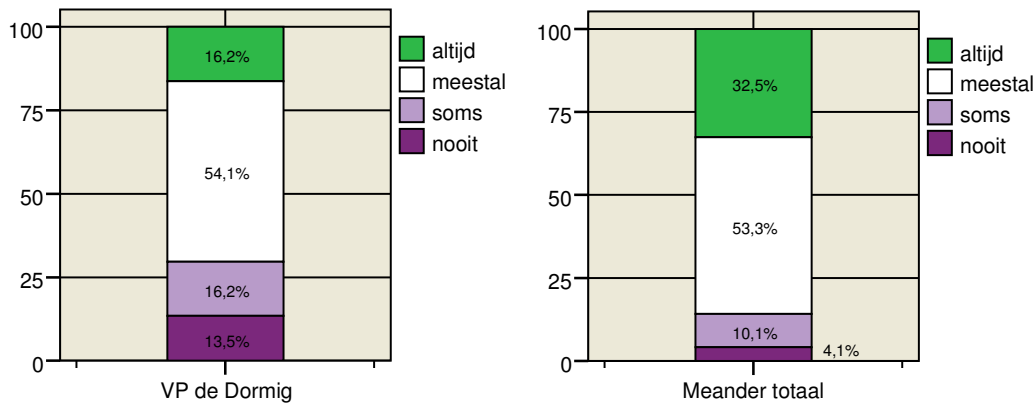 100
75
50
25
0
16,2%
54,1%
16,2%
13,5%
VP de Dormig
altijd
meestal
soms
nooit
100
75
50
25
0
32,5%
53,3%
10,1%
4,1%
Meander totaal
altijd
meestal
soms
nooit